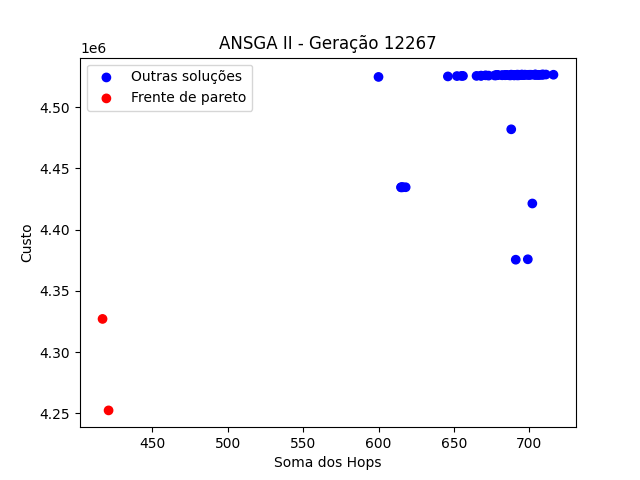 ANSGA II - Geração 12267
1e6
Outras soluções
Frente de pareto
4.50
4.45
4.40
4.35
4.30
4.25
Custo
450
500
550
600
650
700
Soma dos Hops